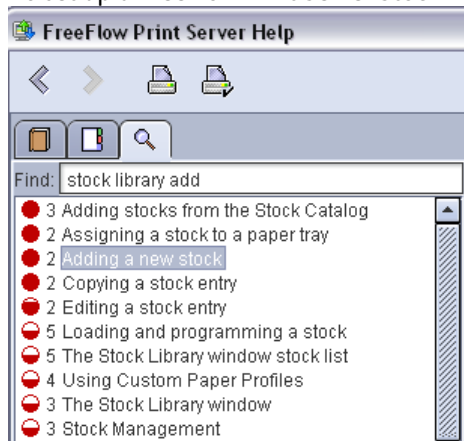 FreeFlow Print Server Help
Find: stock library add
3 Adding stocks from the Stock Catalog
2 Assigning a stock to a paper tray
2 Adding a new stock
2 Copying a stock entry
2 Editing a stock entry
5 Loading and programming a stock
5 The Stock Library window stock list
4 Using Custom Paper Profiles
3 The Stock Library window
3 Stock Management